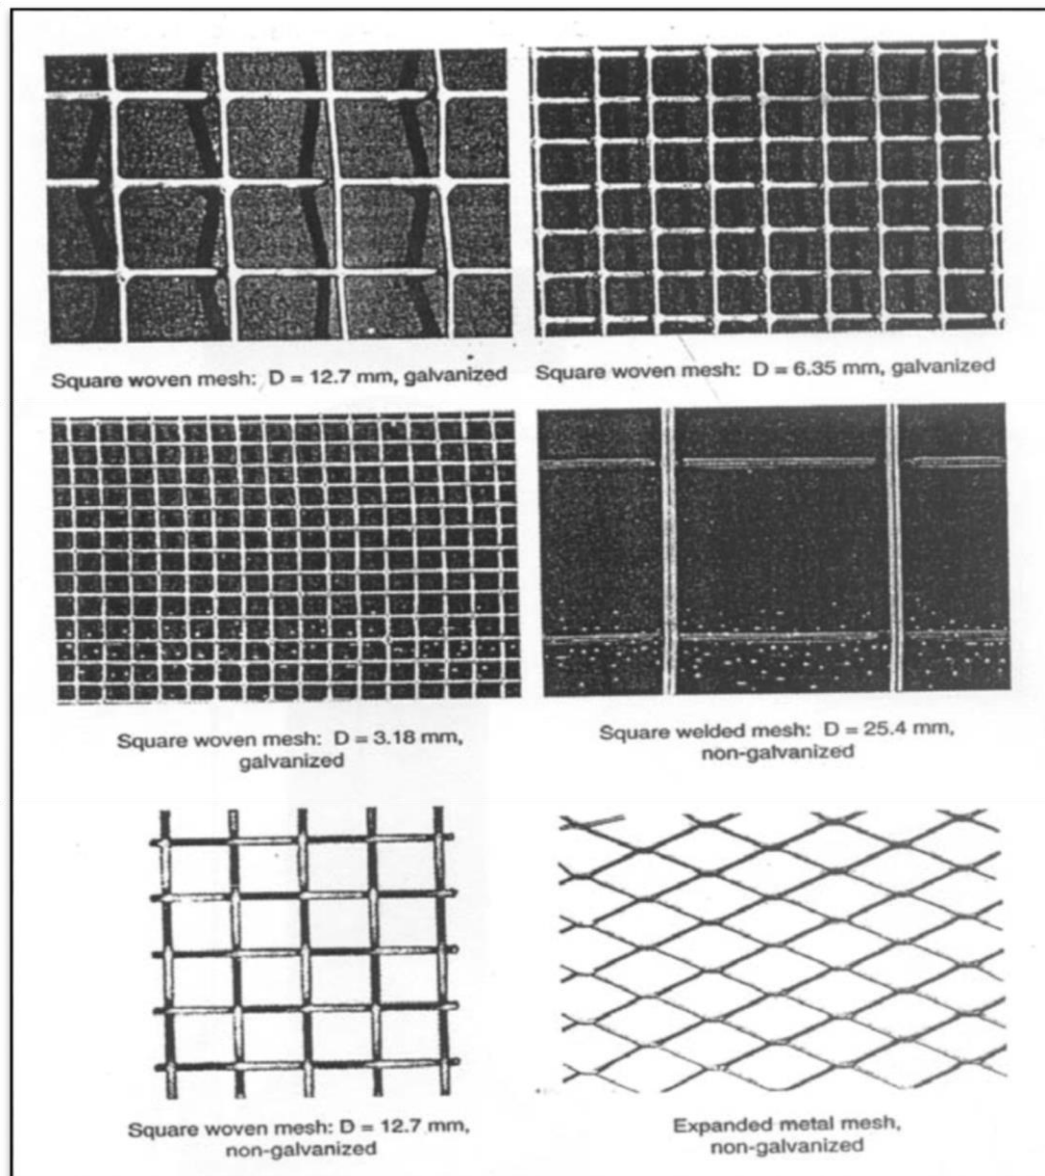 Square woven mesh: D = 12.7 mm, galvanized
Square woven mesh: D = 6.35 mm, galvanized
Square woven mesh: D = 3.18 mm,
galvanized
Square welded mesh: D = 25.4 mm,
non-galvanized
Square woven mesh: D = 12.7 mm,
non-galvanized
Expanded metal mesh,
non-galvanized